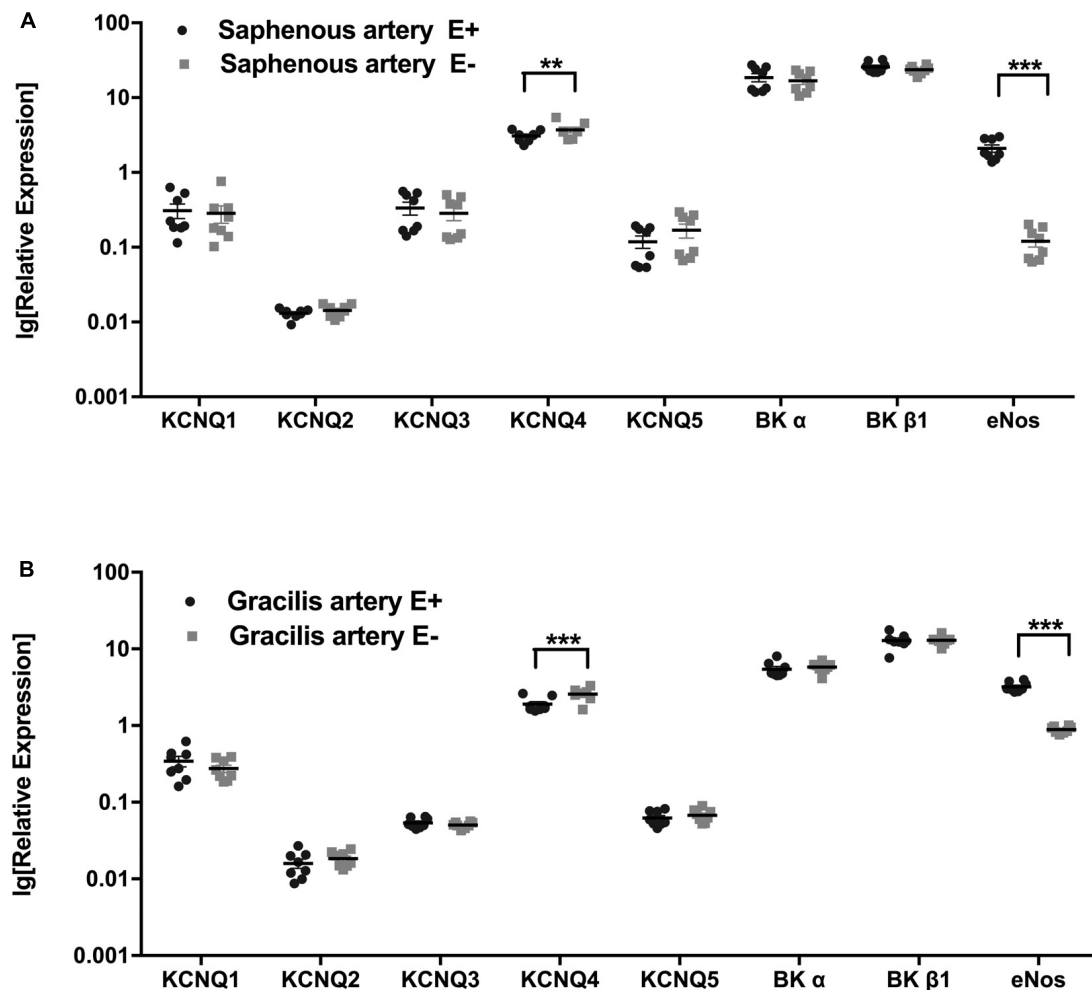 A
Saphenous artery E+
Saphenous artery E-
lg[Relative Expression]
100
10
1
0.1
0.01
0.001
**
***
KCNQ1 KCNQ2 KCNQ3 KCNQ4 KCNQ5 BK α BK β1 eNos
B
Gracilis artery E+
Gracilis artery E-
lg[Relative Expression]
100
10
1
0.1
0.01
0.001
***
***
KCNQ1 KCNQ2 KCNQ3 KCNQ4 KCNQ5 BK α BK β1 eNos